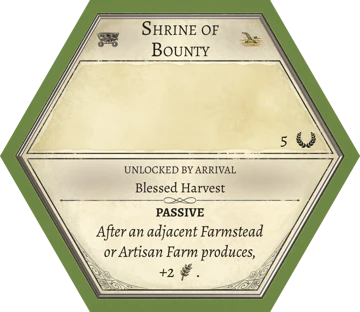 Shrine of
Bounty
5
UNLOCKED BY ARRIVAL
Blessed Harvest
PASSIVE
After an adjacent Farmstead
or Artisan Farm produces,
+2 .